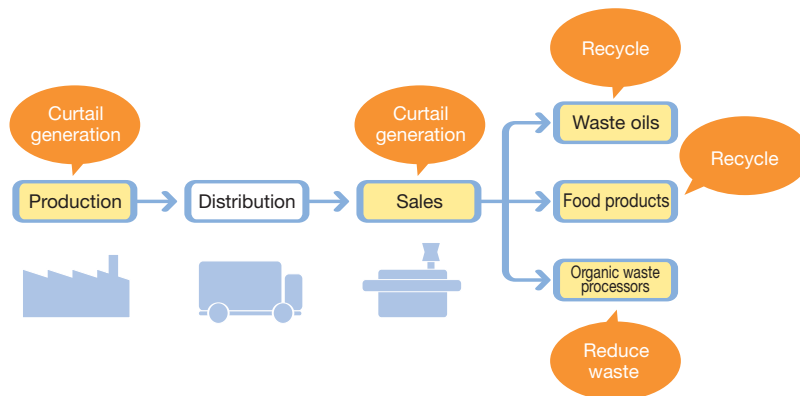 Recycle
Curtail
generation
Curtail
generation
Waste oils
Recycle
Production
Distribution
Sales
Food products
Organic waste
processors
Reduce
waste